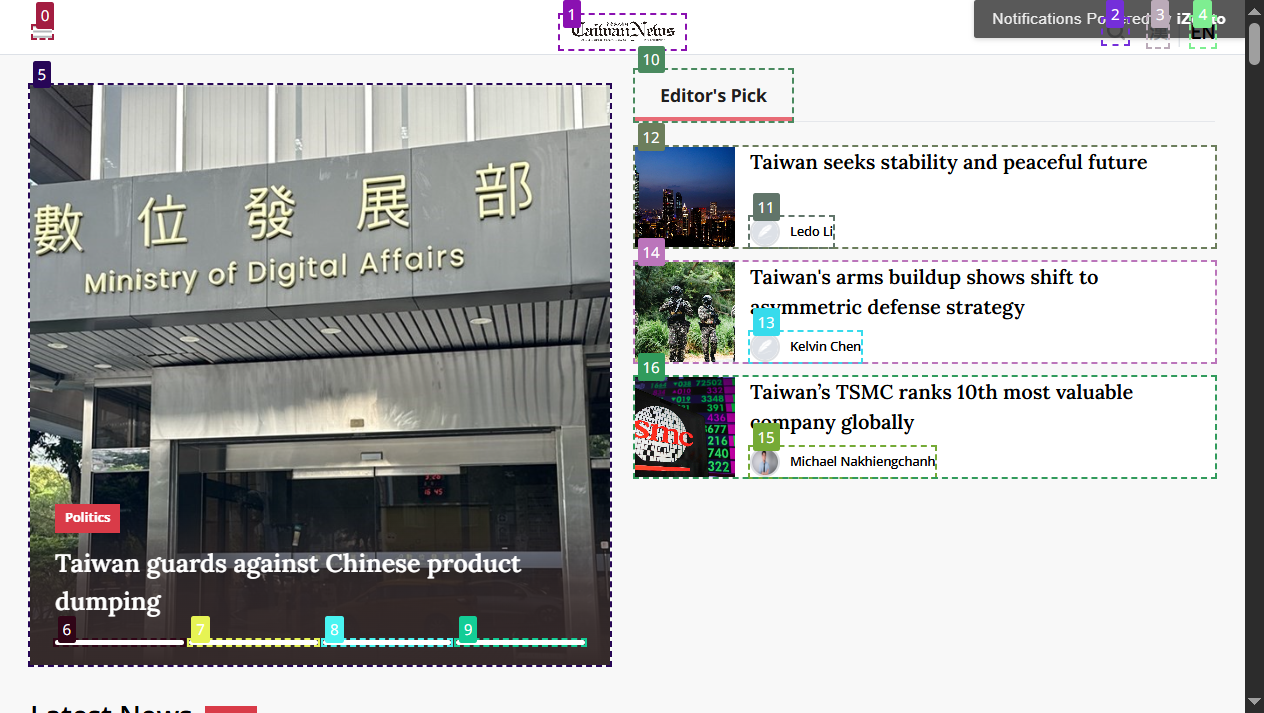 0
1
Taiwan News
Notifications
iZooto
2
3
4
漢
EN
5
數位發展部
Ministry of Digital Affairs
Politics
Taiwan guards against Chinese product
dumping
6
7
8
9
10
Editor's Pick
12
Taiwan seeks stability and peaceful future
11
Ledo Li
14
Taiwan's arms buildup shows shift to
asymmetric defense strategy
13
Kelvin Chen
16
Taiwan’s TSMC ranks 10th most valuable
company globally
15
Michael Nakhiengchanh
Latest News